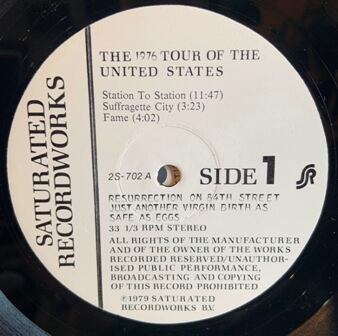 SATURATED
RECORDWORKS
THE 1976 TOUR OF THE
UNITED STATES
Station To Station (11:47)
Suffragette City (3:23)
Fame (4:02)
2S-702 A
SIDE 1
RESURRECTION ON 84TH STREET
JUST ANOTHER VIRGIN BIRTH AS
SAFE AS EGGS
33 1/3 RPM STEREO
ALL RIGHTS OF THE MANUFACTURER
AND OF THE OWNER OF THE WORKS
RECORDED RESERVED/UNAUTHOR-
ISED PUBLIC PERFORMANCE,
BROADCASTING AND COPYING
OF THIS RECORD PROHIBITED
℗1979 SATURATED
RECORDWORKS B.V.